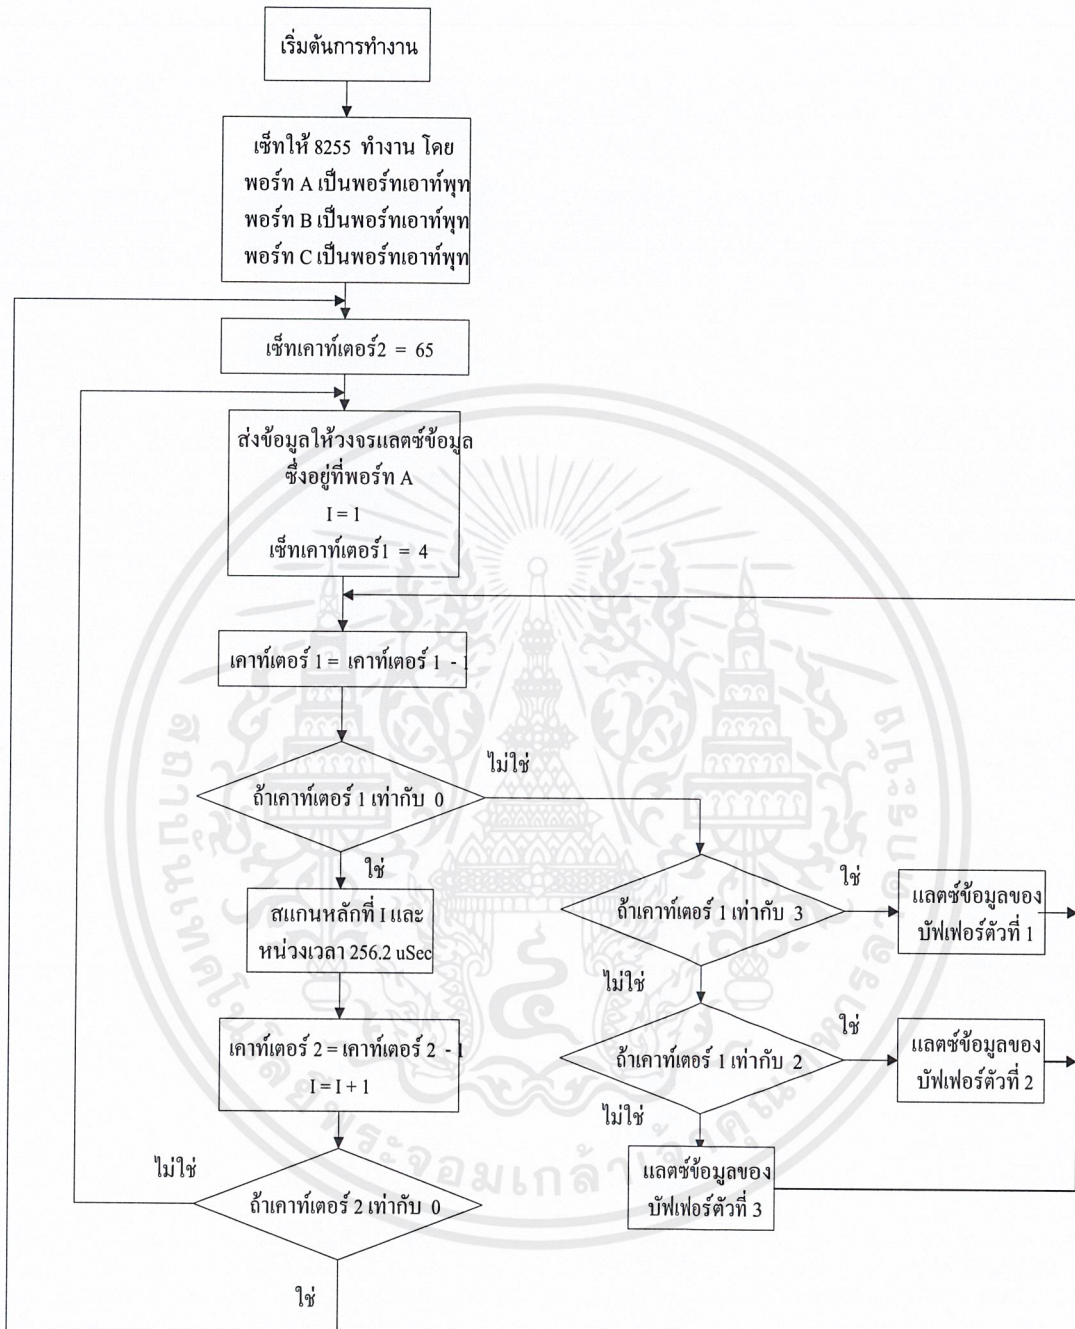 เริ่มต้นการทำงาน
เซ็ทให้ 8255 ทำงาน โดย
พอร์ท A เป็นพอร์ทเอาท์พุท
พอร์ท B เป็นพอร์ทเอาท์พุท
พอร์ท C เป็นพอร์ทเอาท์พุท
เซ็ทเคาท์เตอร์2 = 65
ส่งข้อมูลให้วงจรแลตช์ข้อมูล
ซึ่งอยู่ที่พอร์ท A
I = 1
เซ็ทเคาท์เตอร์1 = 4
เคาท์เตอร์ 1 = เคาท์เตอร์ 1 - 1
ถ้าเคาท์เตอร์ 1 เท่ากับ 0
ไม่ใช่
ใช่
สแกนหลักที่ I และ
หน่วงเวลา 256.2 uSec
เคาท์เตอร์ 2 = เคาท์เตอร์ 2 - 1
I = I + 1
ถ้าเคาท์เตอร์ 2 เท่ากับ 0
ไม่ใช่
ใช่
ถ้าเคาท์เตอร์ 1 เท่ากับ 3
ใช่
แลตซ์ข้อมูลของ
บัฟเฟอร์ตัวที่ 1
ไม่ใช่
ถ้าเคาท์เตอร์ 1 เท่ากับ 2
ใช่
แลตซ์ข้อมูลของ
บัฟเฟอร์ตัวที่ 2
ไม่ใช่
แลตซ์ข้อมูลของ
บัฟเฟอร์ตัวที่ 3